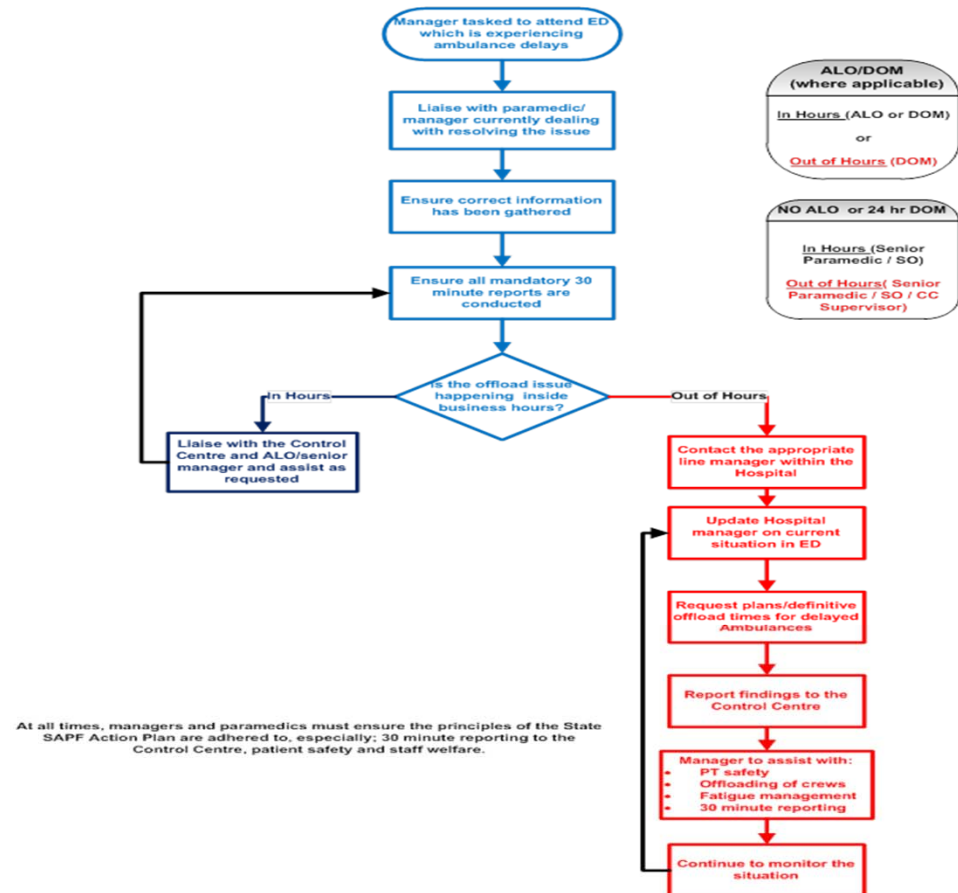 Manager tasked to attend ED
which is experiencing
ambulance delays
Liaise with paramedic/
manager currently dealing
with resolving the issue
Ensure correct information
has been gathered
Ensure all mandatory 30
minute reports are
conducted
Is the offload issue
happening inside
business hours?
In Hours
Liaise with the Control
Centre and ALO/senior
manager and assist as
requested
Out of Hours
Contact the appropriate
line manager within the
Hospital
Update Hospital
manager on current
situation in ED
Request plans/definitive
offload times for delayed
Ambulances
Report findings to the
Control Centre
Manager to assist with:
• PT safety
• Offloading of crews
• Fatigue management
• 30 minute reporting
Continue to monitor the
situation
ALO/DOM
(where applicable)
In Hours (ALO or DOM)
or
Out of Hours (DOM)
NO ALO or 24 hr DOM
In Hours (Senior
Paramedic / SO)
Out of Hours( Senior
Paramedic / SO / CC
Supervisor)
At all times, managers and paramedics must ensure the principles of the State
SAPF Action Plan are adhered to, especially; 30 minute reporting to the
Control Centre, patient safety and staff welfare.